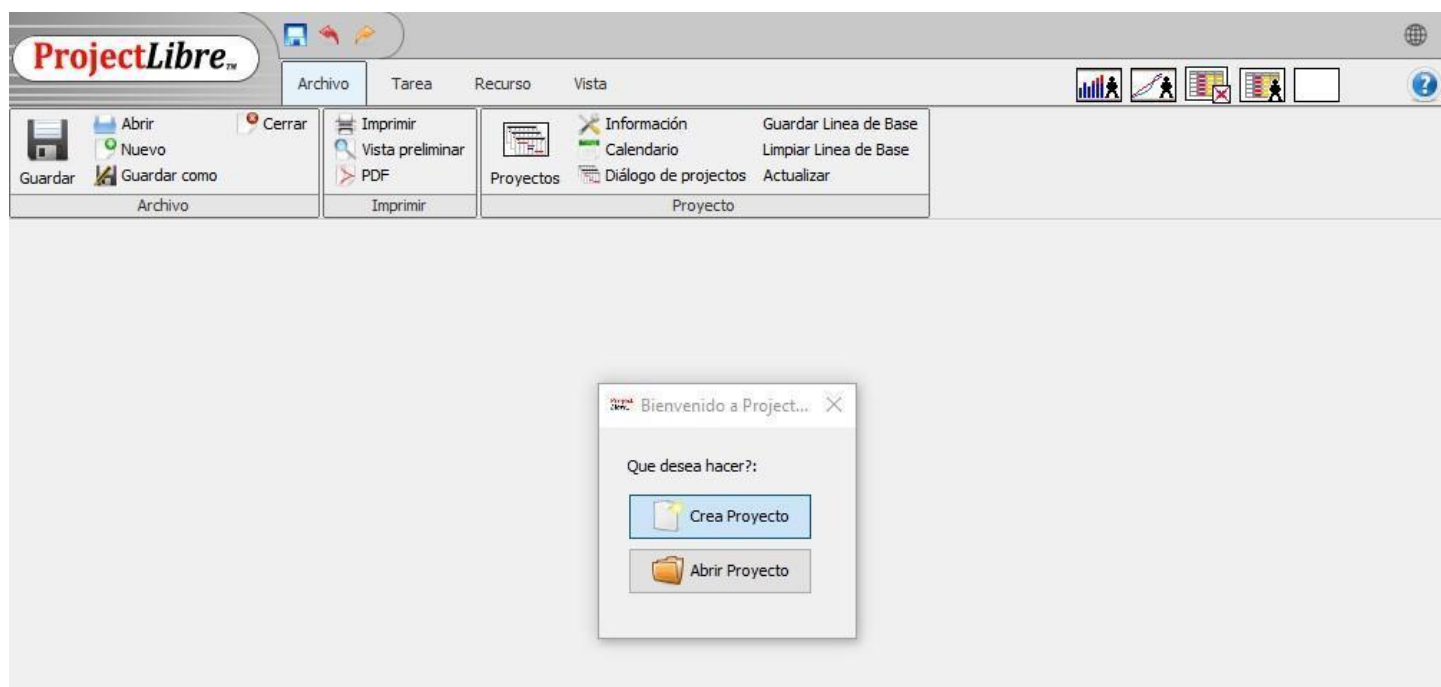 ProjectLibre™
Archivo Tarea Recurso Vista
Guardar
Abrir
Nuevo
Guardar como
Cerrar
Archivo
Imprimir
Vista preliminar
PDF
Imprimir
Proyectos
Información
Calendario
Diálogo de projectos
Guardar Linea de Base
Limpiar Linea de Base
Actualizar
Proyecto
Bienvenido a Project...
Que desea hacer?:
Crea Proyecto
Abrir Proyecto